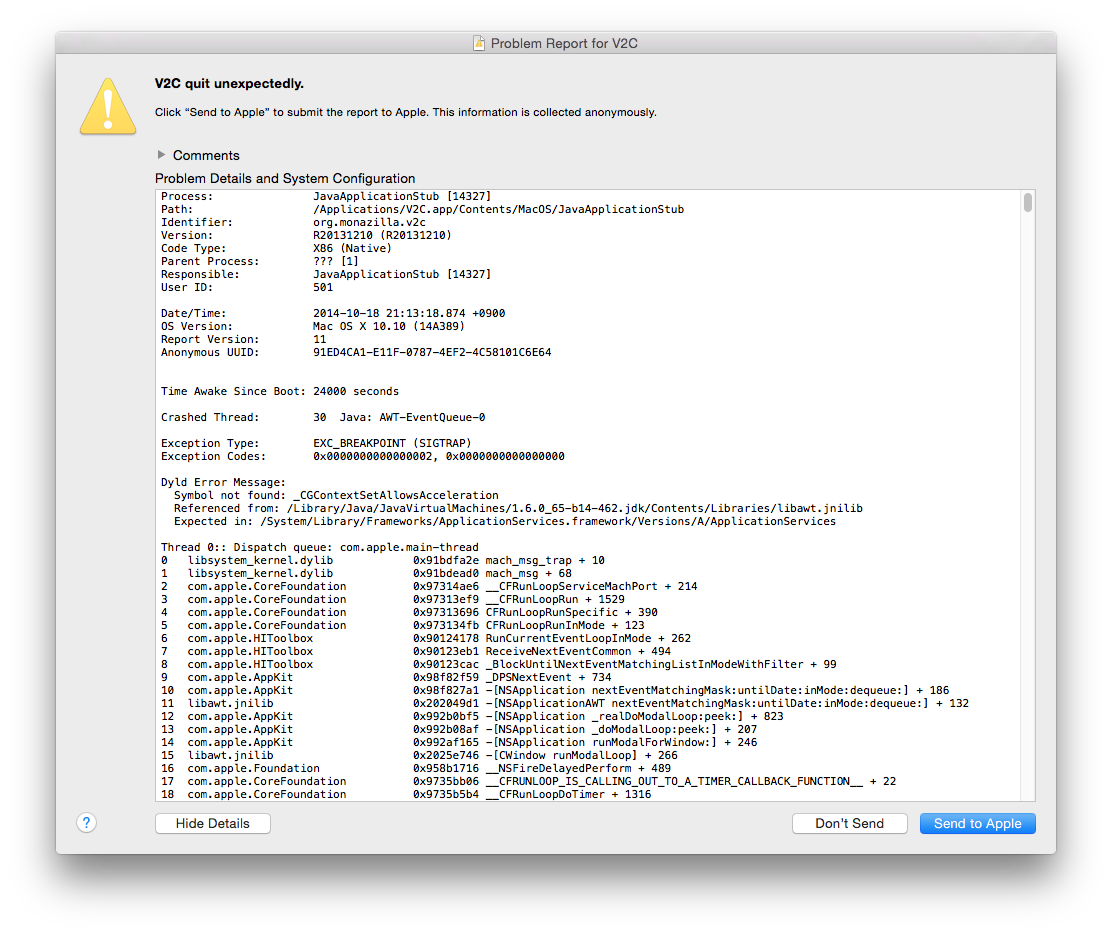 Problem Report for V2C
V2C quit unexpectedly.
Click “Send to Apple” to submit the report to Apple. This information is collected anonymously.
Comments
Problem Details and System Configuration
Process: JavaApplicationStub [14327]
Path: /Applications/V2C.app/Contents/MacOS/JavaApplicationStub
Identifier: org.monazilla.v2c
Version: R20131210 (R20131210)
Code Type: X86 (Native)
Parent Process: ??? [1]
Responsible: JavaApplicationStub [14327]
User ID: 501
Date/Time: 2014-10-18 21:13:18.874 +0900
OS Version: Mac OS X 10.10 (14A389)
Report Version: 11
Anonymous UUID: 91ED4CA1-E11F-0787-4EF2-4C58101C6E64
Time Awake Since Boot: 24000 seconds
Crashed Thread: 30 Java: AWT-EventQueue-0
Exception Type: EXC_BREAKPOINT (SIGTRAP)
Exception Codes: 0x0000000000000002, 0x0000000000000000
Dyld Error Message:
Symbol not found: _CGContextSetAllowsAcceleration
Referenced from: /Library/Java/JavaVirtualMachines/1.6.0_65-b14-462.jdk/Contents/Libraries/libawt.jnilib
Expected in: /System/Library/Frameworks/ApplicationServices.framework/Versions/A/ApplicationServices
Thread 0:: Dispatch queue: com.apple.main-thread
0 libsystem_kernel.dylib 0x91bdfa2e mach_msg_trap + 10
1 libsystem_kernel.dylib 0x91bdead0 mach_msg + 68
2 com.apple.CoreFoundation 0x97314ae6 __CFRunLoopServiceMachPort + 214
3 com.apple.CoreFoundation 0x97313ef9 __CFRunLoopRun + 1529
4 com.apple.CoreFoundation 0x97313696 CFRunLoopRunSpecific + 390
5 com.apple.CoreFoundation 0x973134fb CFRunLoopRunInMode + 123
6 com.apple.HIToolbox 0x90124178 RunCurrentEventLoopInMode + 262
7 com.apple.HIToolbox 0x90123eb1 ReceiveNextEventCommon + 494
8 com.apple.HIToolbox 0x90123cac _BlockUntilNextEventMatchingListInModeWithFilter + 99
9 com.apple.AppKit 0x98f82f59 _DPSNextEvent + 734
10 com.apple.AppKit 0x98f827a1 -[NSApplication nextEventMatchingMask:untilDate:inMode:dequeue:] + 186
11 libawt.jnilib 0x202049d1 -[NSApplicationAWT nextEventMatchingMask:untilDate:inMode:dequeue:] + 132
12 com.apple.AppKit 0x992b0bf5 -[NSApplication _realDoModalLoop:peek:] + 823
13 com.apple.AppKit 0x992b08af -[NSApplication _doModalLoop:peek:] + 207
14 com.apple.AppKit 0x992af165 -[NSApplication runModalForWindow:] + 246
15 libawt.jnilib 0x2025e746 -[CWindow runModalLoop] + 266
16 com.apple.Foundation 0x958b1716 __NSFireDelayedPerform + 489
17 com.apple.CoreFoundation 0x9735bb06 __CFRUNLOOP_IS_CALLING_OUT_TO_A_TIMER_CALLBACK_FUNCTION__ + 22
18 com.apple.CoreFoundation 0x9735b5b4 __CFRunLoopDoTimer + 1316
?
Hide Details
Don’t Send
Send to Apple